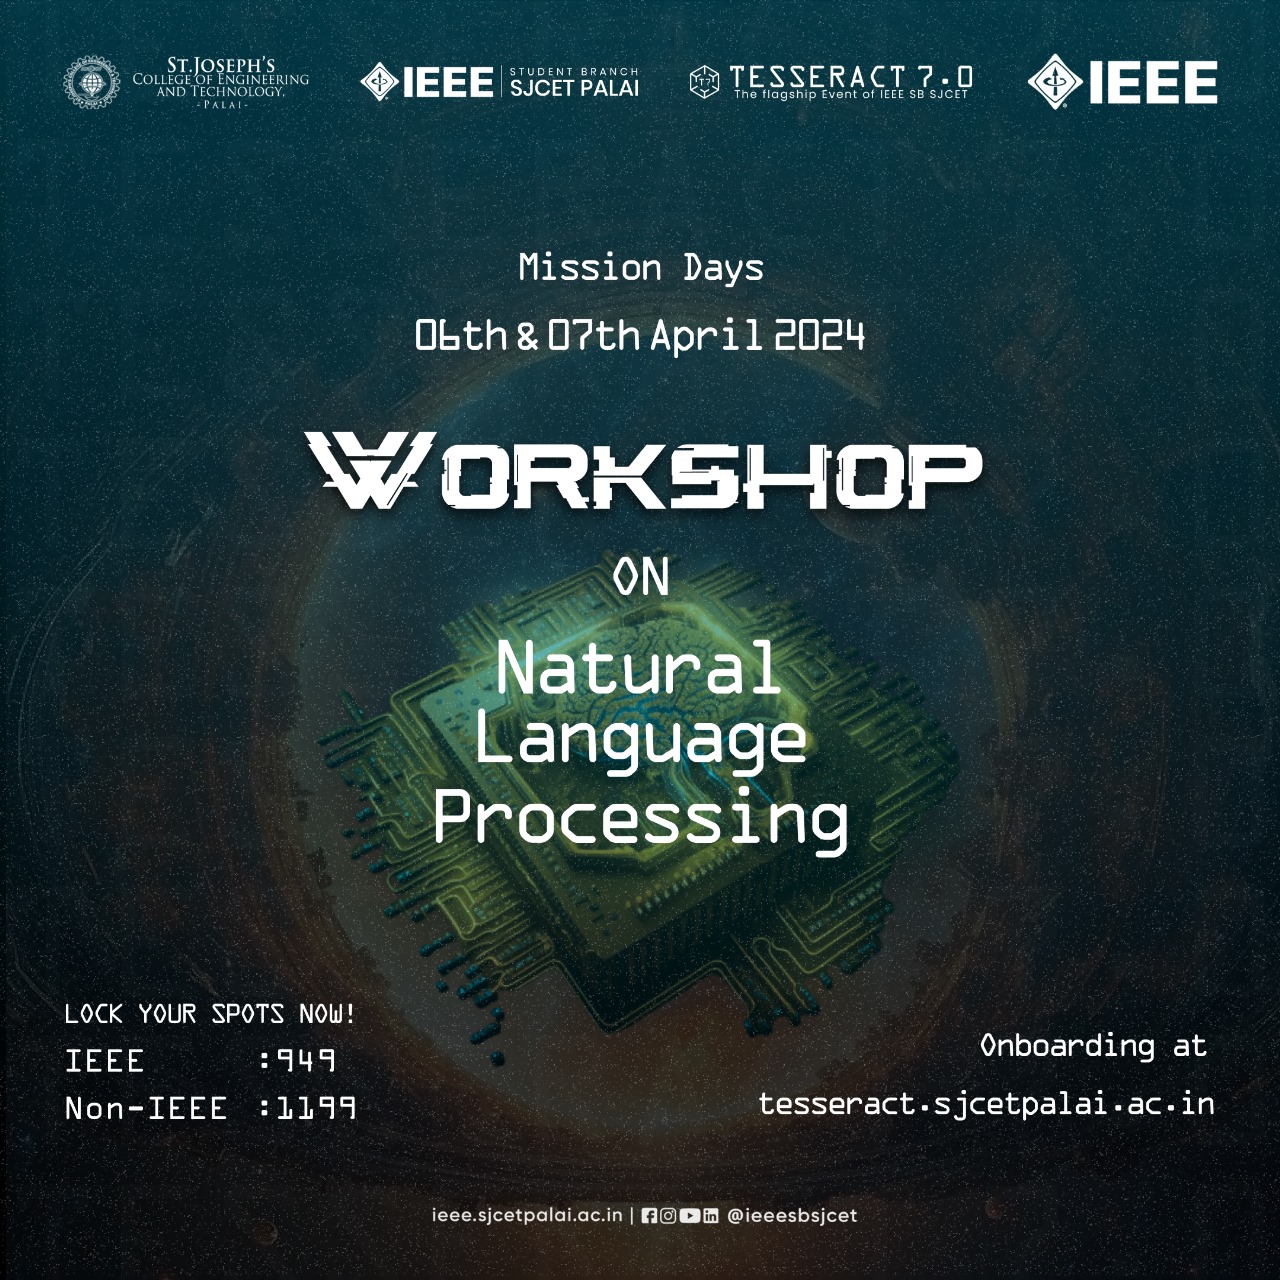 ST.JOSEPH'S
COLLEGE OF ENGINEERING
AND TECHNOLOGY,
-PALAI-
IEEE
STUDENT BRANCH
SJCET PALAI
TESSERACT 7.0
The flagship Event of IEEE SB SJCET
IEEE
Mission Days
06th & 07th April 2024
WORKSHOP
ON
Natural
Language
Processing
LOCK YOUR SPOTS NOW!
IEEE :949
Non-IEEE :1199
Onboarding at
tesseract.sjcetpalai.ac.in
ieee.sjcetpalai.ac.in | @ieeesbsjcet